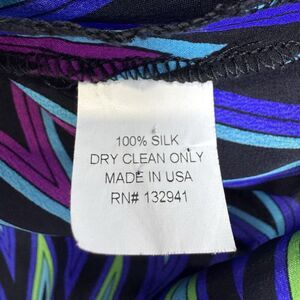 100% SILK
DRY CLEAN ONLY
MADE IN USA
RN# 132941